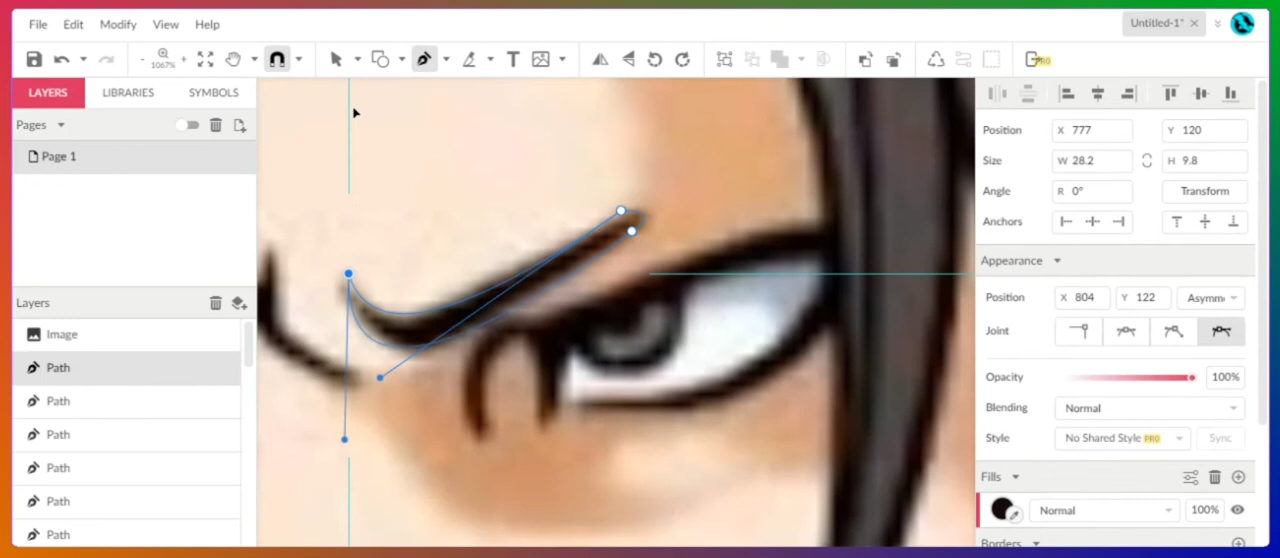 File Edit Modify View Help
Untitled-1*
1067%
PRO
LAYERS LIBRARIES SYMBOLS
Pages
Page 1
Layers
Image
Path
Path
Path
Path
Path
Path
Position X 777 Y 120
Size W 28.2 H 9.8
Angle R 0° Transform
Anchors
Appearance
Position X 804 Y 122 Asymm
Joint
Opacity 100%
Blending Normal
Style No Shared Style PRO Sync
Fills
Normal 100%
Borders